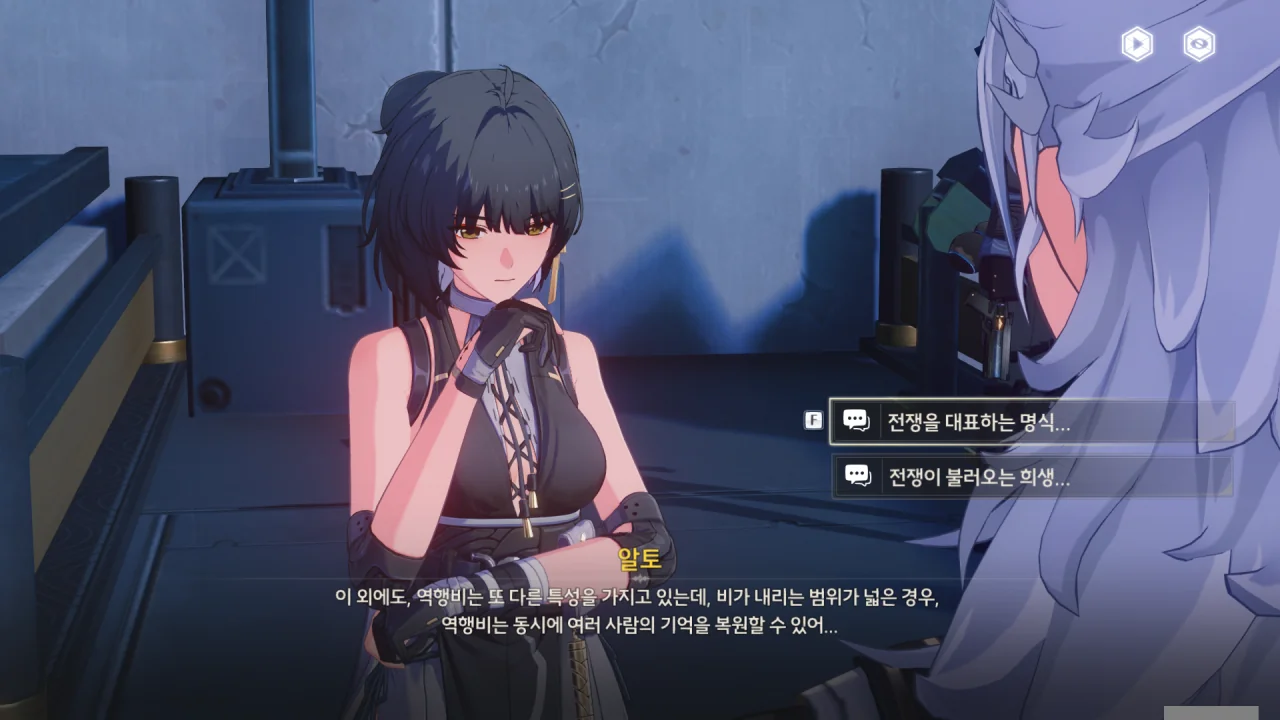 F
전쟁을 대표하는 명식...
전쟁이 불러오는 희생...
알토
이 외에도, 역행비는 또 다른 특성을 가지고 있는데, 비가 내리는 범위가 넓은 경우,
역행비는 동시에 여러 사람의 기억을 복원할 수 있어...